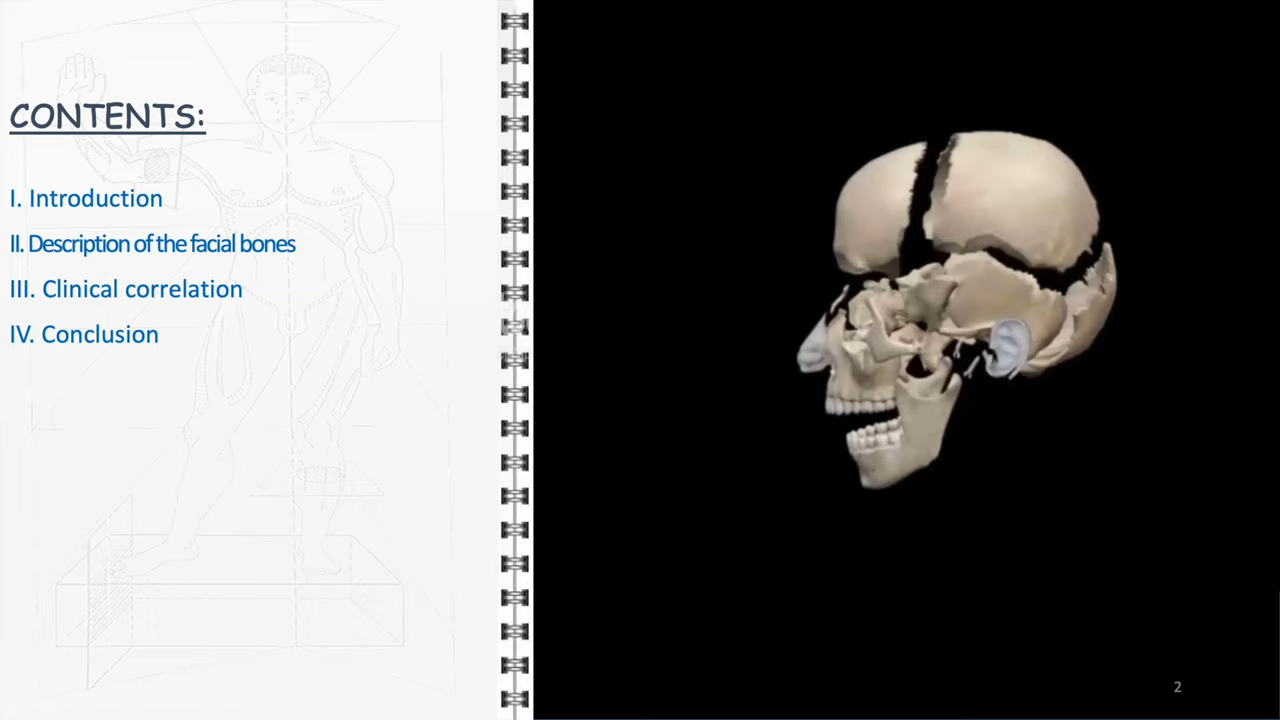 CONTENTS:
I. Introduction
II. Description of the facial bones
III. Clinical correlation
IV. Conclusion
2